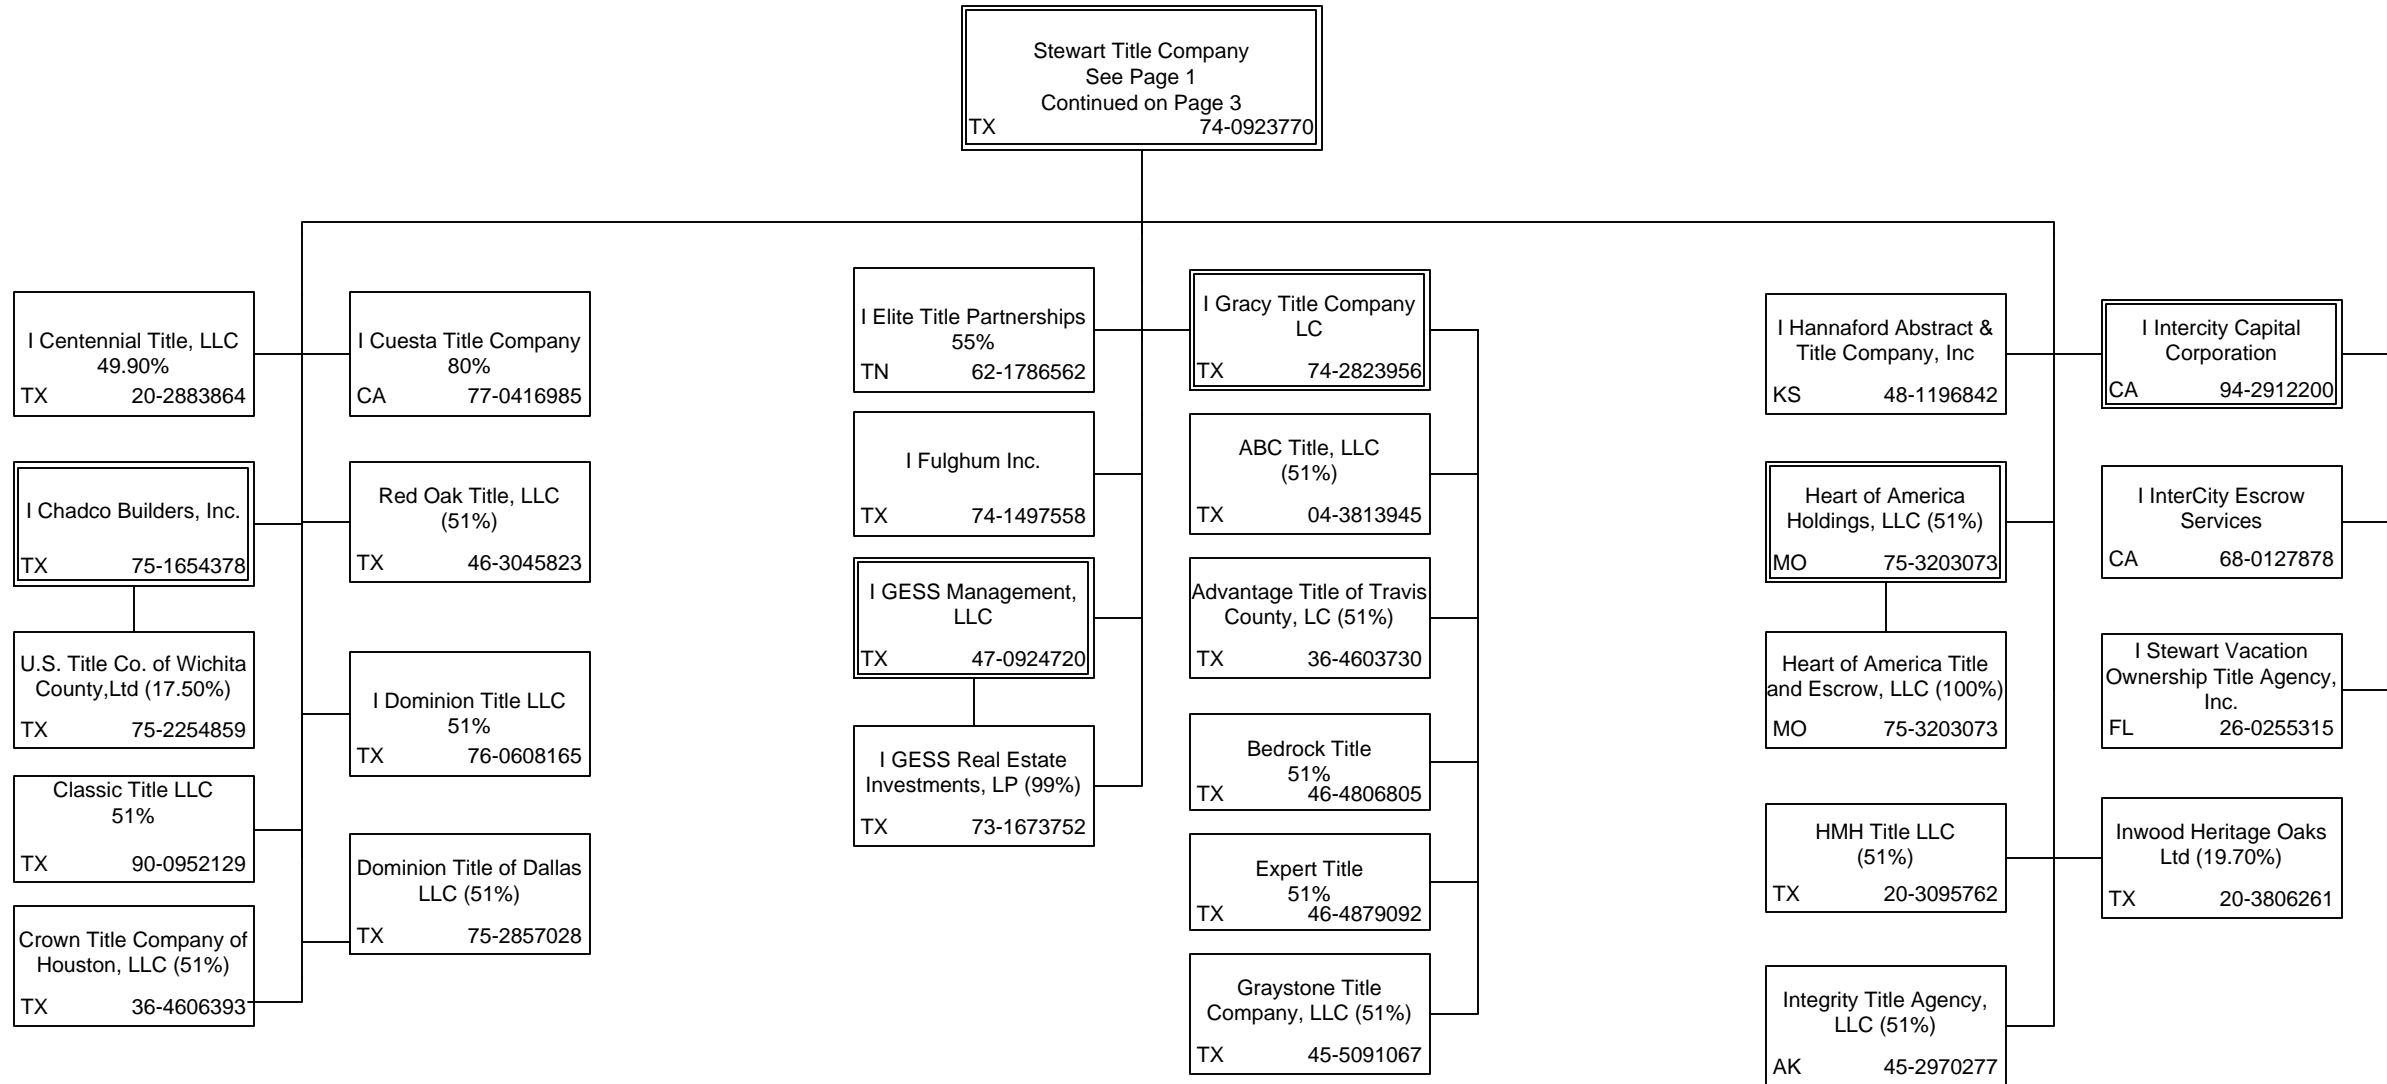 Stewart Title Company
See Page 1
Continued on Page 3
TX 74-0923770
I Centennial Title, LLC
49.90%
TX 20-2883864
I Cuesta Title Company
80%
CA 77-0416985
I Chadco Builders, Inc.
TX 75-1654378
Red Oak Title, LLC
(51%)
TX 46-3045823
U.S. Title Co. of Wichita
County,Ltd (17.50%)
TX 75-2254859
I Dominion Title LLC
51%
TX 76-0608165
Classic Title LLC
51%
TX 90-0952129
Dominion Title of Dallas
LLC (51%)
TX 75-2857028
Crown Title Company of
Houston, LLC (51%)
TX 36-4606393
I Elite Title Partnerships
55%
TN 62-1786562
I Gracy Title Company
LC
TX 74-2823956
I Fulghum Inc.
TX 74-1497558
ABC Title, LLC
(51%)
TX 04-3813945
I GESS Management,
LLC
TX 47-0924720
Advantage Title of Travis
County, LC (51%)
TX 36-4603730
I GESS Real Estate
Investments, LP (99%)
TX 73-1673752
Bedrock Title
51%
TX 46-4806805
Expert Title
51%
TX 46-4879092
Graystone Title
Company, LLC (51%)
TX 45-5091067
I Hannaford Abstract &
Title Company, Inc
KS 48-1196842
I Intercity Capital
Corporation
CA 94-2912200
Heart of America
Holdings, LLC (51%)
MO 75-3203073
I InterCity Escrow
Services
CA 68-0127878
Heart of America Title
and Escrow, LLC (100%)
MO 75-3203073
I Stewart Vacation
Ownership Title Agency,
Inc.
FL 26-0255315
HMH Title LLC
(51%)
TX 20-3095762
Inwood Heritage Oaks
Ltd (19.70%)
TX 20-3806261
Integrity Title Agency,
LLC (51%)
AK 45-2970277